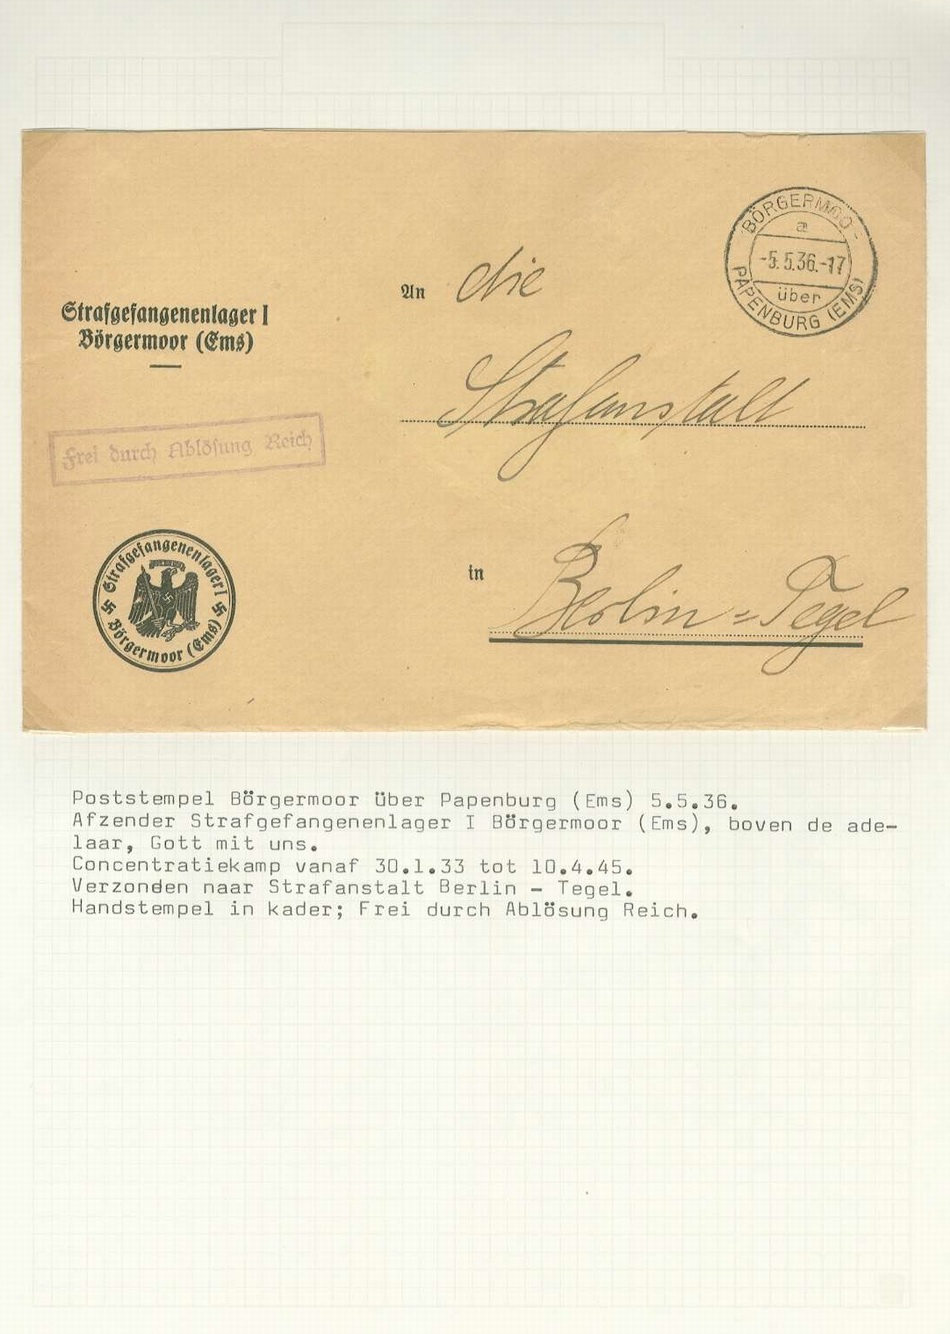 BÖRGERMOO-
a
-5.5.36.-17
über
PAPENBURG (EMS)
An die
Strafgefangenenlager I
Börgermoor (Ems)
Strafanstalt
Frei durch Ablösung Reich
Strafgefangenenlager I
Börgermoor (Ems)
in Berlin = Tegel
Poststempel Börgermoor über Papenburg (Ems) 5.5.36.
Afzender Strafgefangenenlager I Börgermoor (Ems), boven de ade-
laar, Gott mit uns.
Concentratiekamp vanaf 30.1.33 tot 10.4.45.
Verzonden naar Strafanstalt Berlin - Tegel.
Handstempel in kader; Frei durch Ablösung Reich.